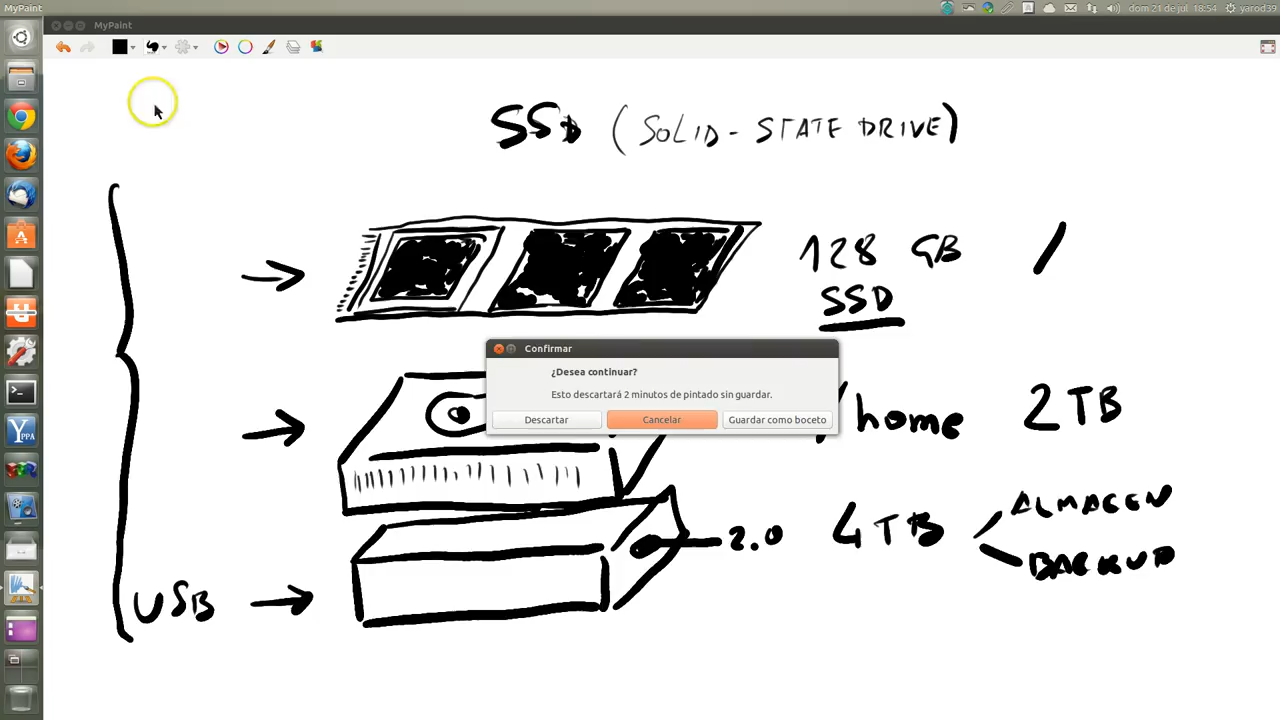 MyPaint
dom 21 de jul
18:54
yarod39
MyPaint
SSD (SOLID-STATE DRIVE)
128 GB /
SSD
Confirmar
¿Desea continuar?
Esto descartará 2 minutos de pintado sin guardar.
Descartar
Cancelar
Guardar como boceto
/home 2TB
2.0 4TB
ALMACEN
BACKUP
USB
YPPA